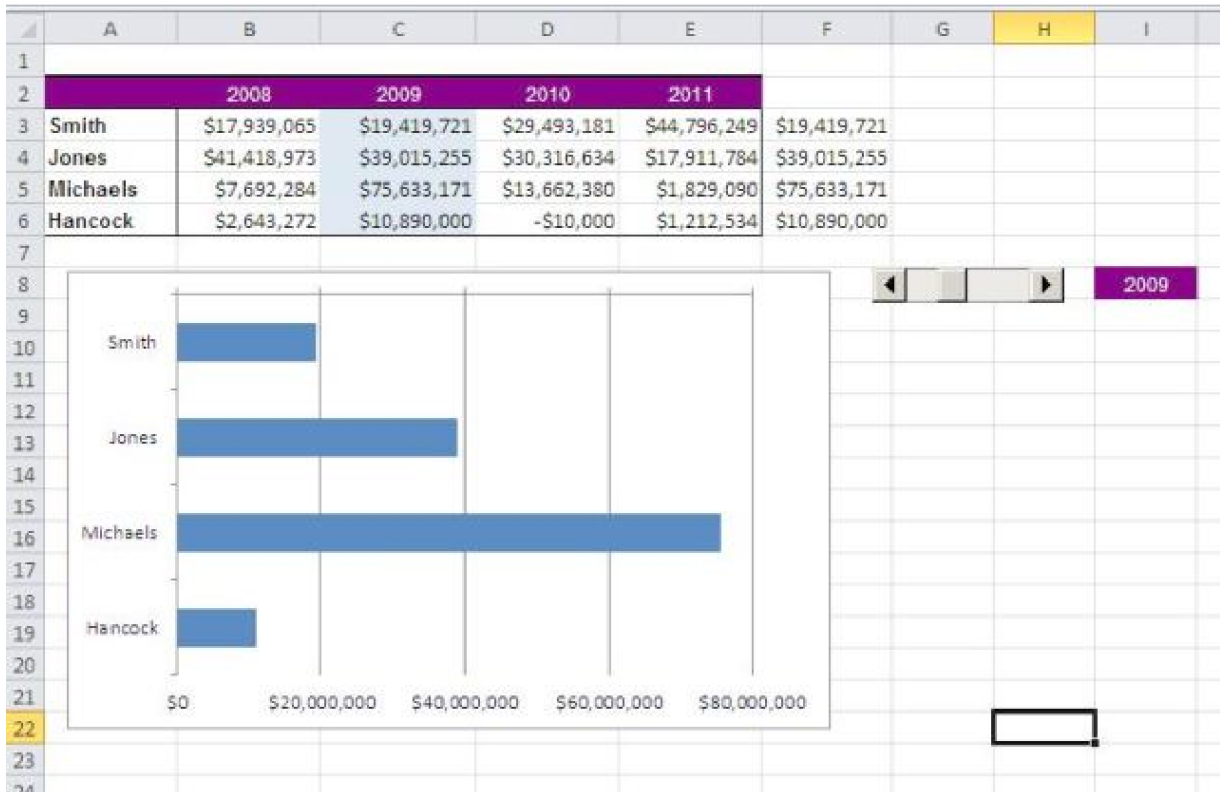 A B C D E F G H I
1
2 2008 2009 2010 2011
3 Smith $17,939,065 $19,419,721 $29,493,181 $44,796,249 $19,419,721
4 Jones $41,418,973 $39,015,255 $30,316,634 $17,911,784 $39,015,255
5 Michaels $7,692,284 $75,633,171 $13,662,380 $1,829,090 $75,633,171
6 Hancock $2,643,272 $10,890,000 -$10,000 $1,212,534 $10,890,000
7
8 2009
9
10 Smith
11
12
13 Jones
14
15
16 Michaels
17
18
19 Hancock
20
21 $0 $20,000,000 $40,000,000 $60,000,000 $80,000,000
22
23
24